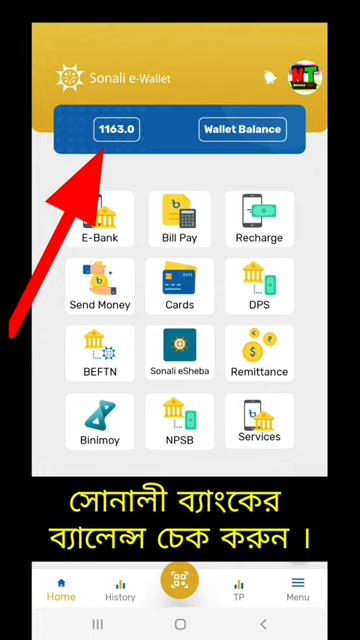 Sonali e-Wallet
NT
1163.0
Wallet Balance
E-Bank
Bill Pay
Recharge
Send Money
Cards
DPS
BEFTN
Sonali eSheba
Remittance
Binimoy
NPSB
Services
সোনালী ব্যাংকের
ব্যালেন্স চেক করুন ।
Home
History
TP
Menu